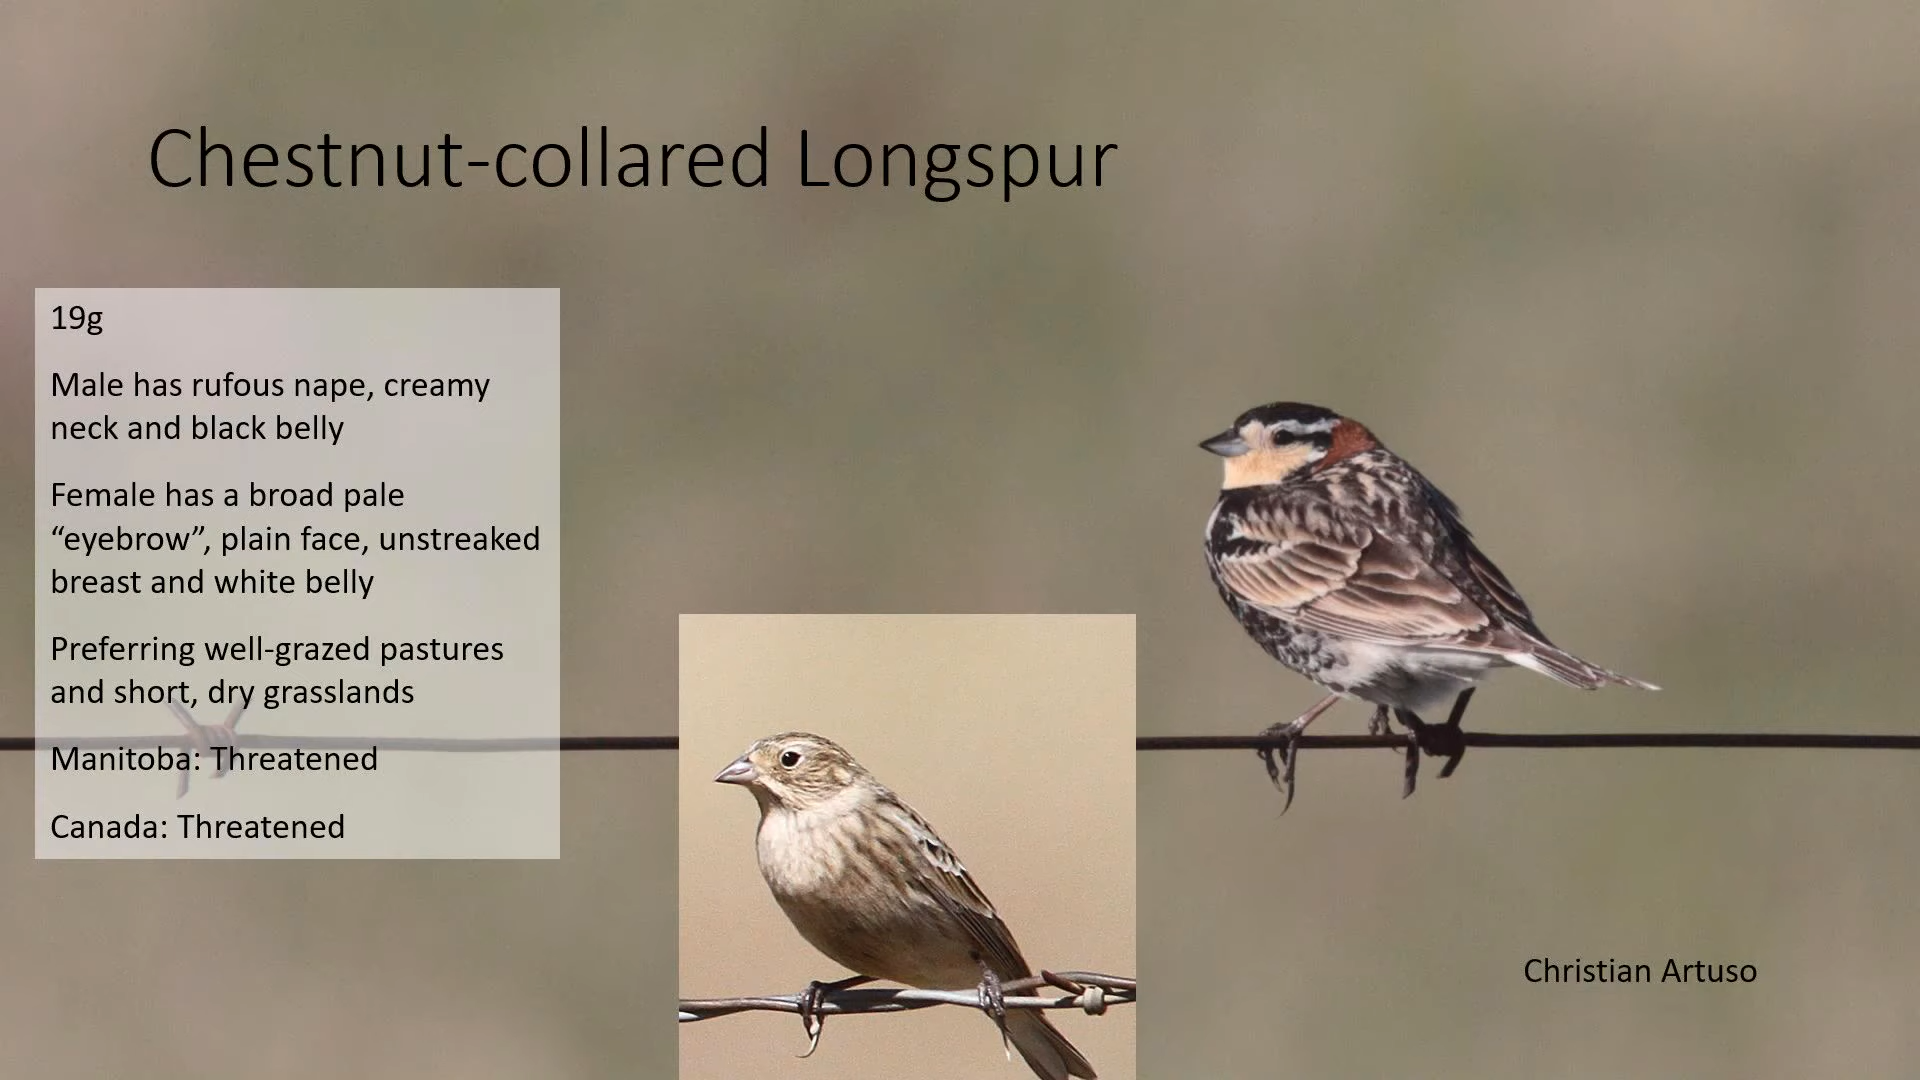 Chestnut-collared Longspur
19g
Male has rufous nape, creamy
neck and black belly
Female has a broad pale
“eyebrow”, plain face, unstreaked
breast and white belly
Preferring well-grazed pastures
and short, dry grasslands
Manitoba: Threatened
Canada: Threatened
Christian Artuso